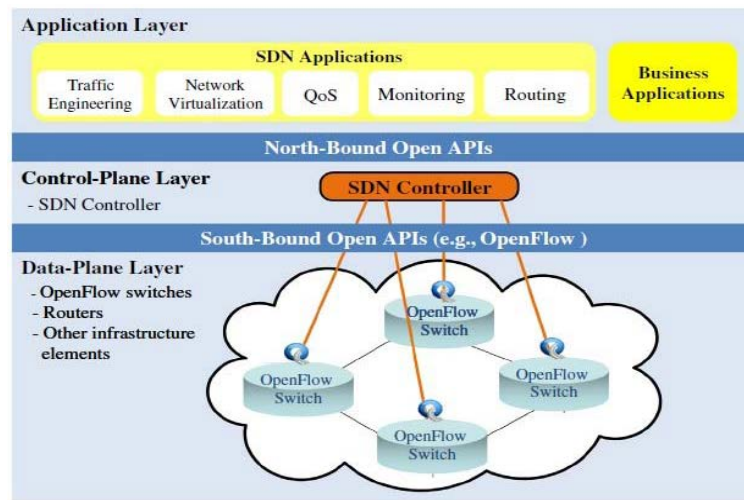 Application Layer
SDN Applications
Traffic
Engineering
Network
Virtualization
QoS
Monitoring
Routing
Business
Applications
North-Bound Open APIs
Control-Plane Layer
- SDN Controller
SDN Controller
South-Bound Open APIs (e.g., OpenFlow )
Data-Plane Layer
- OpenFlow switches
- Routers
- Other infrastructure
elements
OpenFlow
Switch
OpenFlow
Switch
OpenFlow
Switch
OpenFlow
Switch